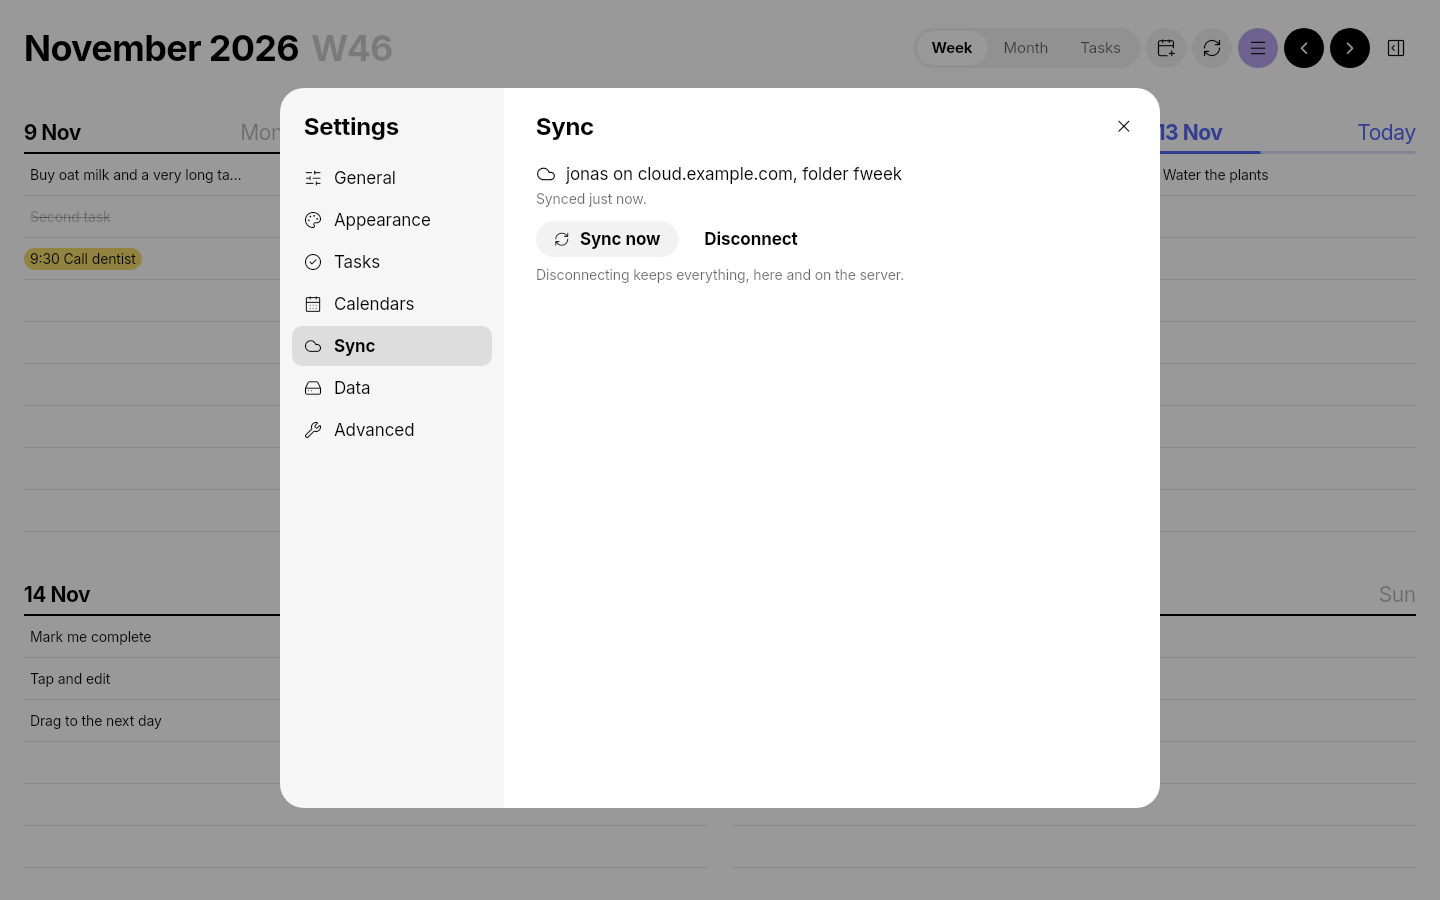 November 2026 W46
Week Month Tasks
9 Nov Mon
Buy oat milk and a very long ta...
Second task
9:30 Call dentist
13 Nov Today
Water the plants
14 Nov
Mark me complete
Tap and edit
Drag to the next day
Sun
Settings
General
Appearance
Tasks
Calendars
Sync
Data
Advanced
Sync
jonas on cloud.example.com, folder fweek
Synced just now.
Sync now Disconnect
Disconnecting keeps everything, here and on the server.